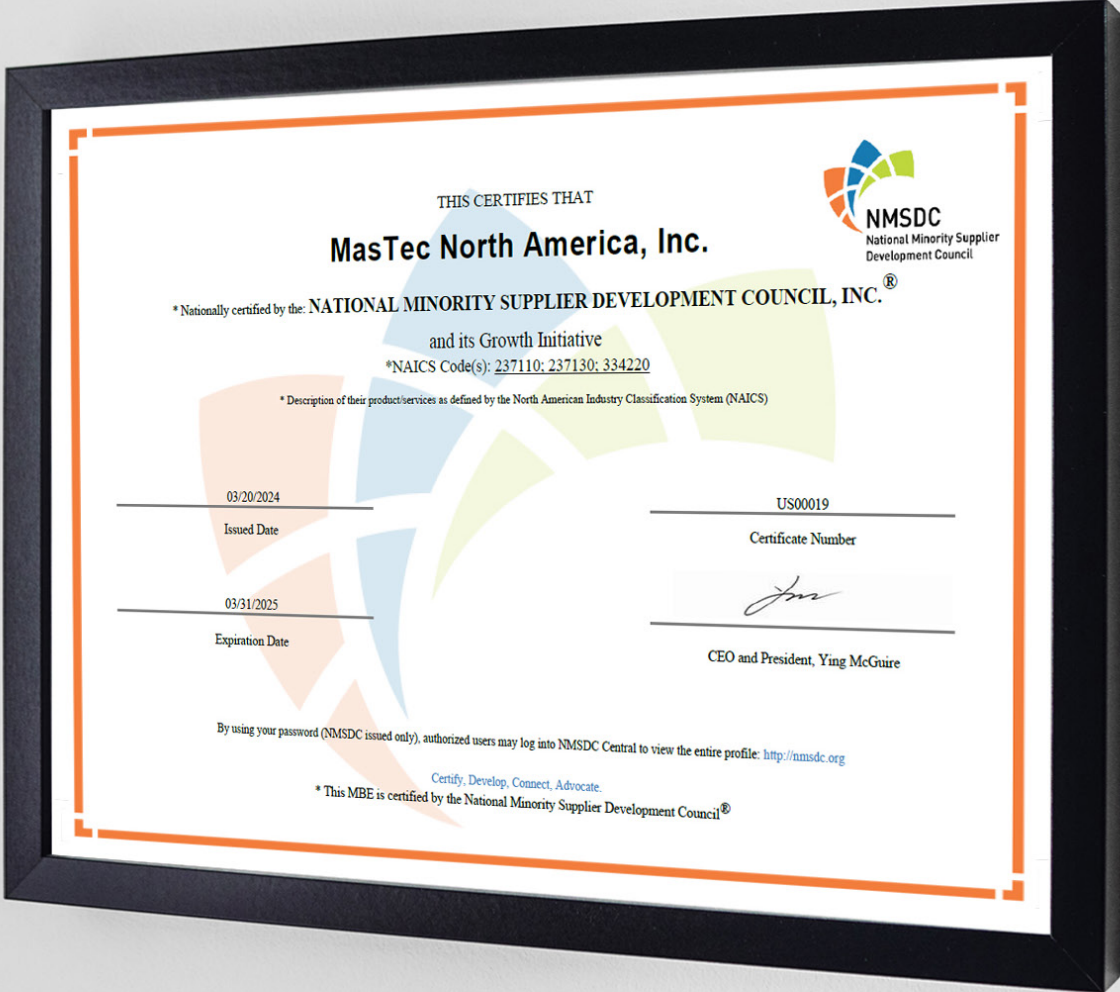 THIS CERTIFIES THAT
MasTec North America, Inc.
NMSDC
National Minority Supplier
Development Council
* Nationally certified by the: NATIONAL MINORITY SUPPLIER DEVELOPMENT COUNCIL, INC.®
and its Growth Initiative
*NAICS Code(s): 237110; 237130; 334220
* Description of their product/services as defined by the North American Industry Classification System (NAICS)
03/20/2024
Issued Date
US00019
Certificate Number
03/31/2025
Expiration Date
CEO and President, Ying McGuire
By using your password (NMSDC issued only), authorized users may log into NMSDC Central to view the entire profile: http://nmsdc.org
Certify, Develop, Connect, Advocate.
* This MBE is certified by the National Minority Supplier Development Council®